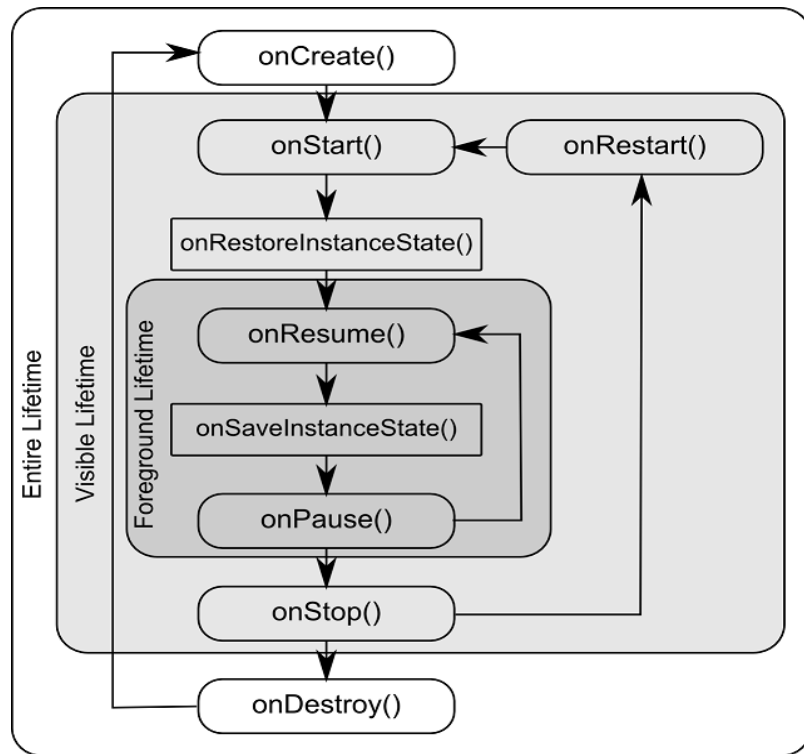 onCreate()
onStart()
onRestart()
onRestoreInstanceState()
onResume()
onSaveInstanceState()
onPause()
onStop()
onDestroy()
Entire Lifetime
Visible Lifetime
Foreground Lifetime